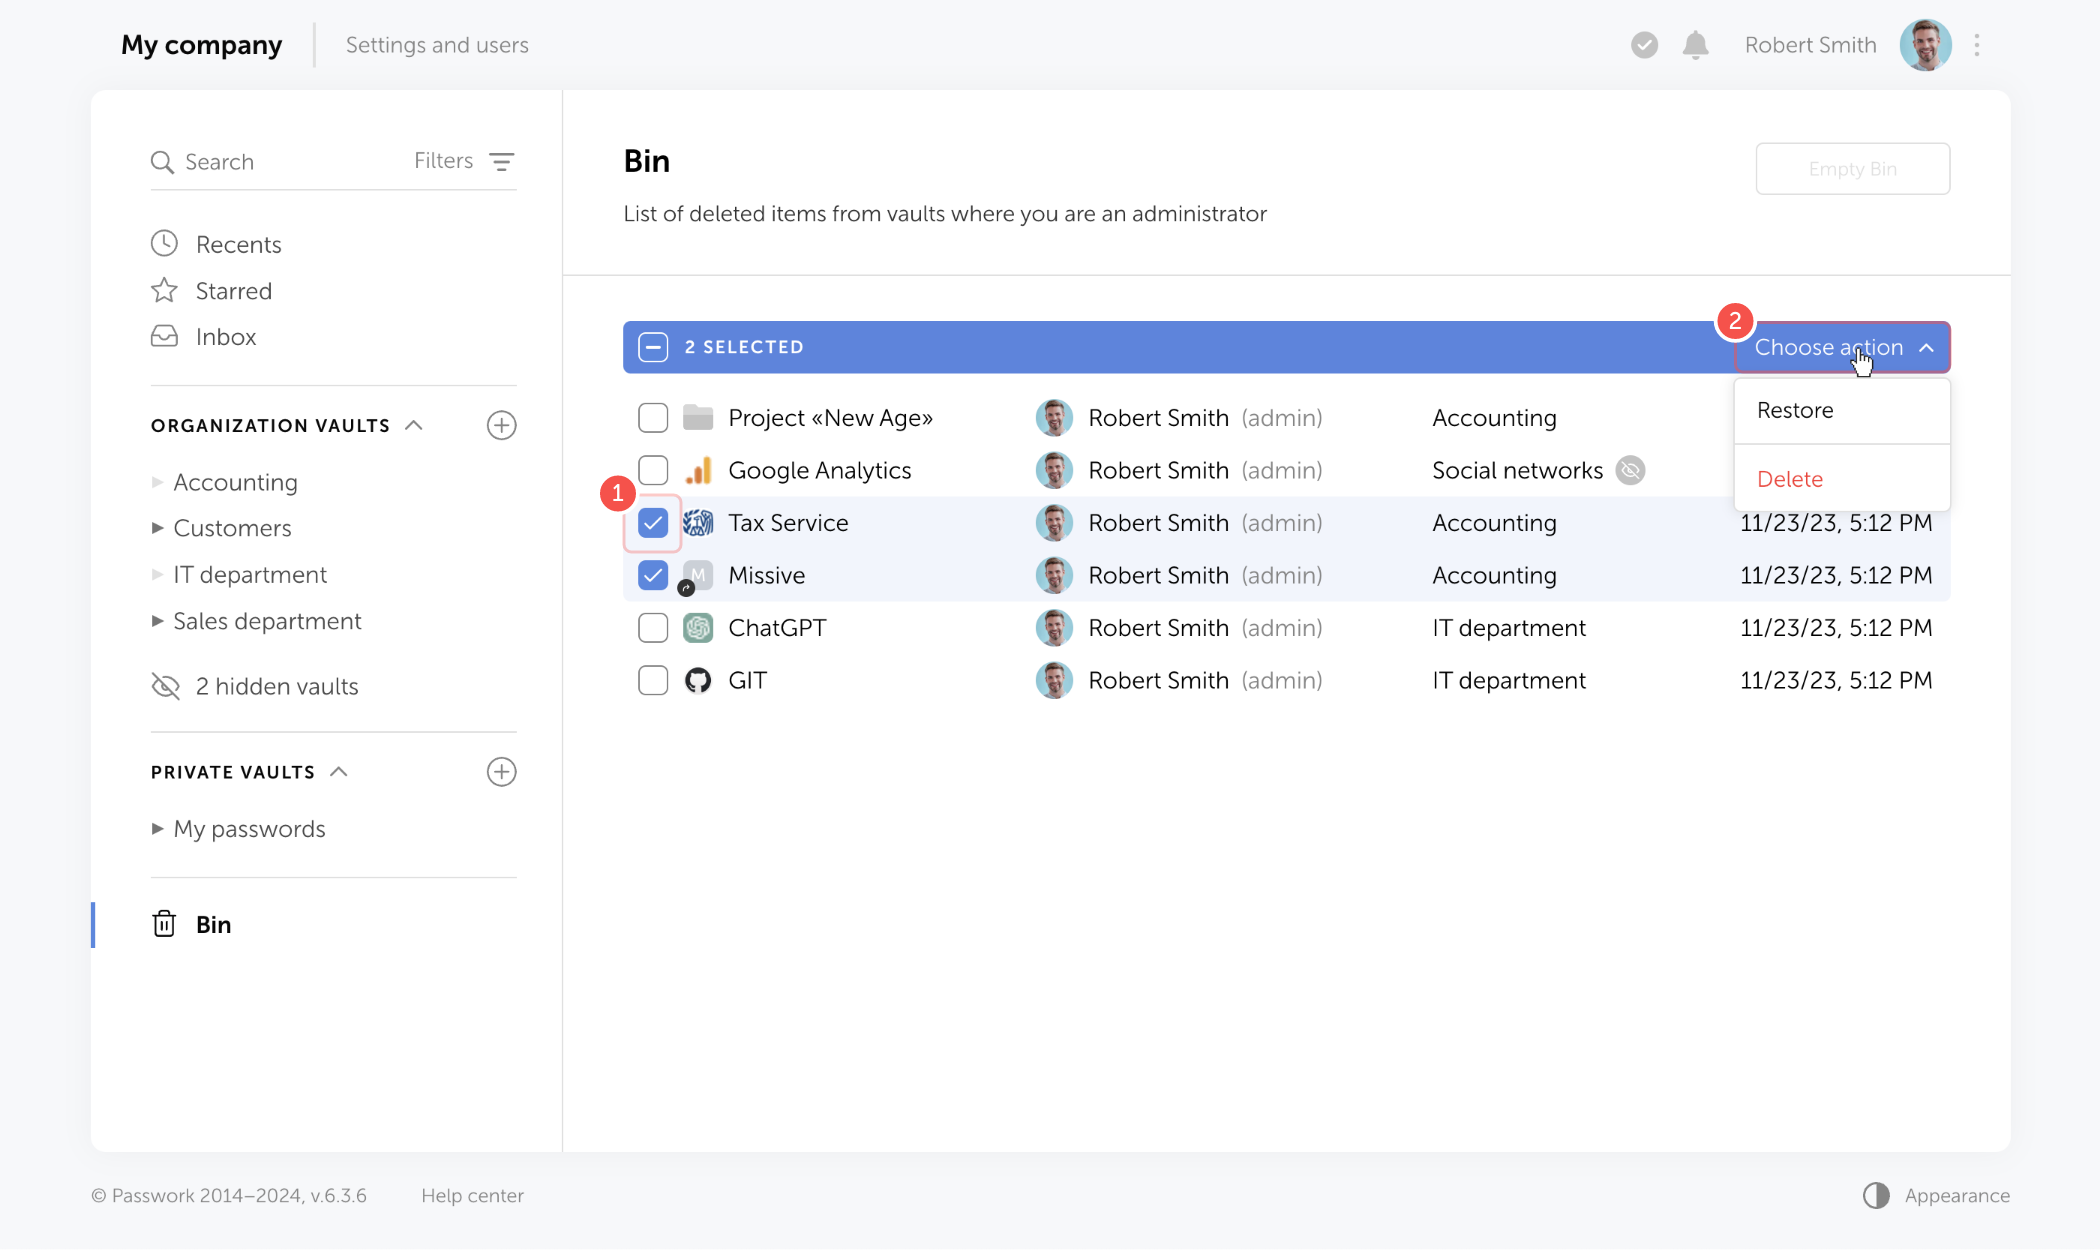 My company
Settings and users
Robert Smith
Search
Filters
Recents
Starred
Inbox
ORGANIZATION VAULTS
Accounting
Customers
IT department
Sales department
2 hidden vaults
PRIVATE VAULTS
My passwords
Bin
Bin
Empty Bin
List of deleted items from vaults where you are an administrator
2 SELECTED
2
Choose action
Restore
Delete
Project «New Age» Robert Smith (admin) Accounting
Google Analytics Robert Smith (admin) Social networks
1
Tax Service Robert Smith (admin) Accounting 11/23/23, 5:12 PM
M Missive Robert Smith (admin) Accounting 11/23/23, 5:12 PM
ChatGPT Robert Smith (admin) IT department 11/23/23, 5:12 PM
GIT Robert Smith (admin) IT department 11/23/23, 5:12 PM
© Passwork 2014–2024, v.6.3.6
Help center
Appearance